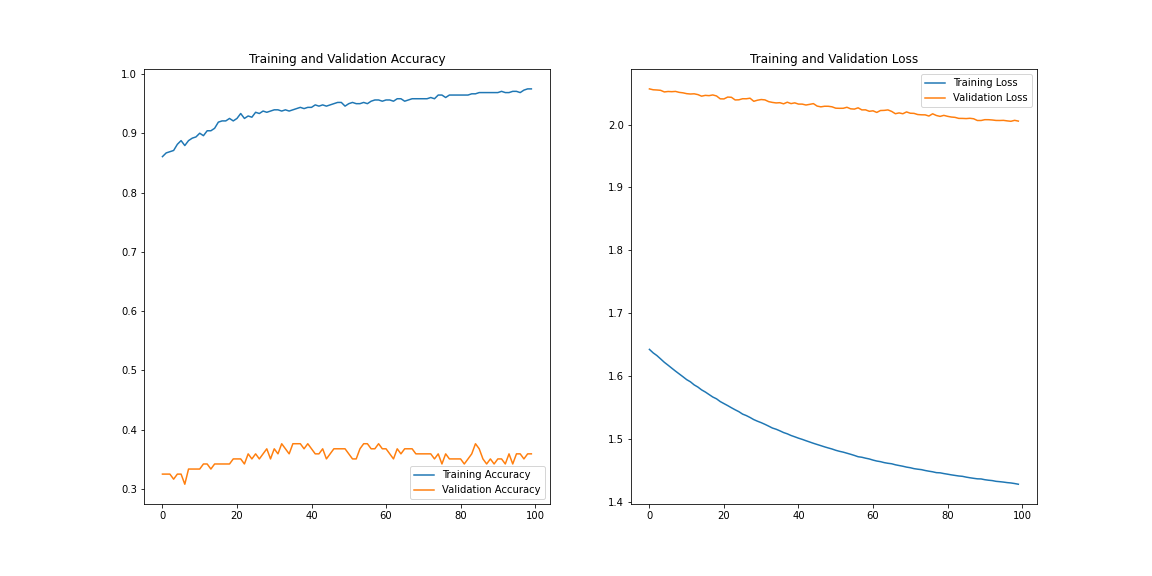 Training and Validation Accuracy
1.0
0.9
0.8
0.7
0.6
0.5
0.4
0.3
0 20 40 60 80 100
Training Accuracy
Validation Accuracy
Training and Validation Loss
2.0
1.9
1.8
1.7
1.6
1.5
1.4
0 20 40 60 80 100
Training Loss
Validation Loss